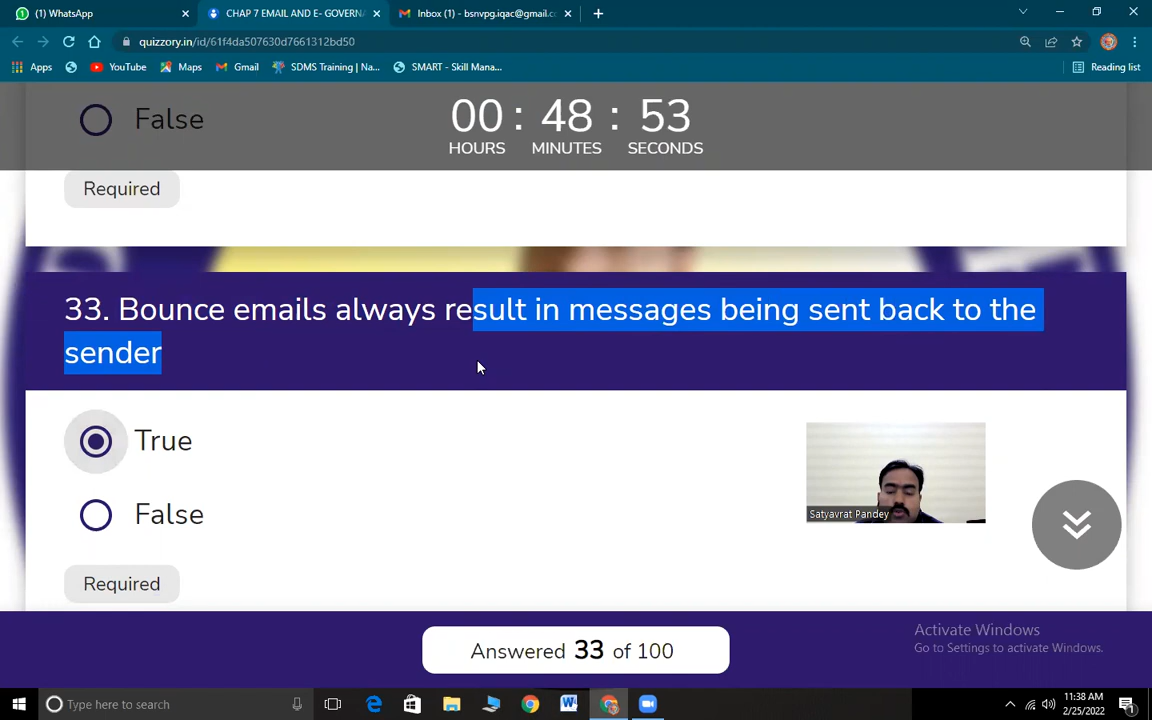 WhatsApp
CHAP 7 EMAIL AND E- GOVERNA
Inbox (1) - bsnvpg.iqac@gmail.co
quizzory.in/id/61f4da507630d7661312bd50
Apps
YouTube
Maps
Gmail
SDMS Training | Na...
SMART - Skill Mana...
Reading list
False
00 : 48 : 53
HOURS MINUTES SECONDS
Required
33. Bounce emails always result in messages being sent back to the
sender
True
False
Satyavrat Pandey
Required
Answered 33 of 100
Activate Windows
Go to Settings to activate Windows.
Type here to search
11:38 AM
2/25/2022